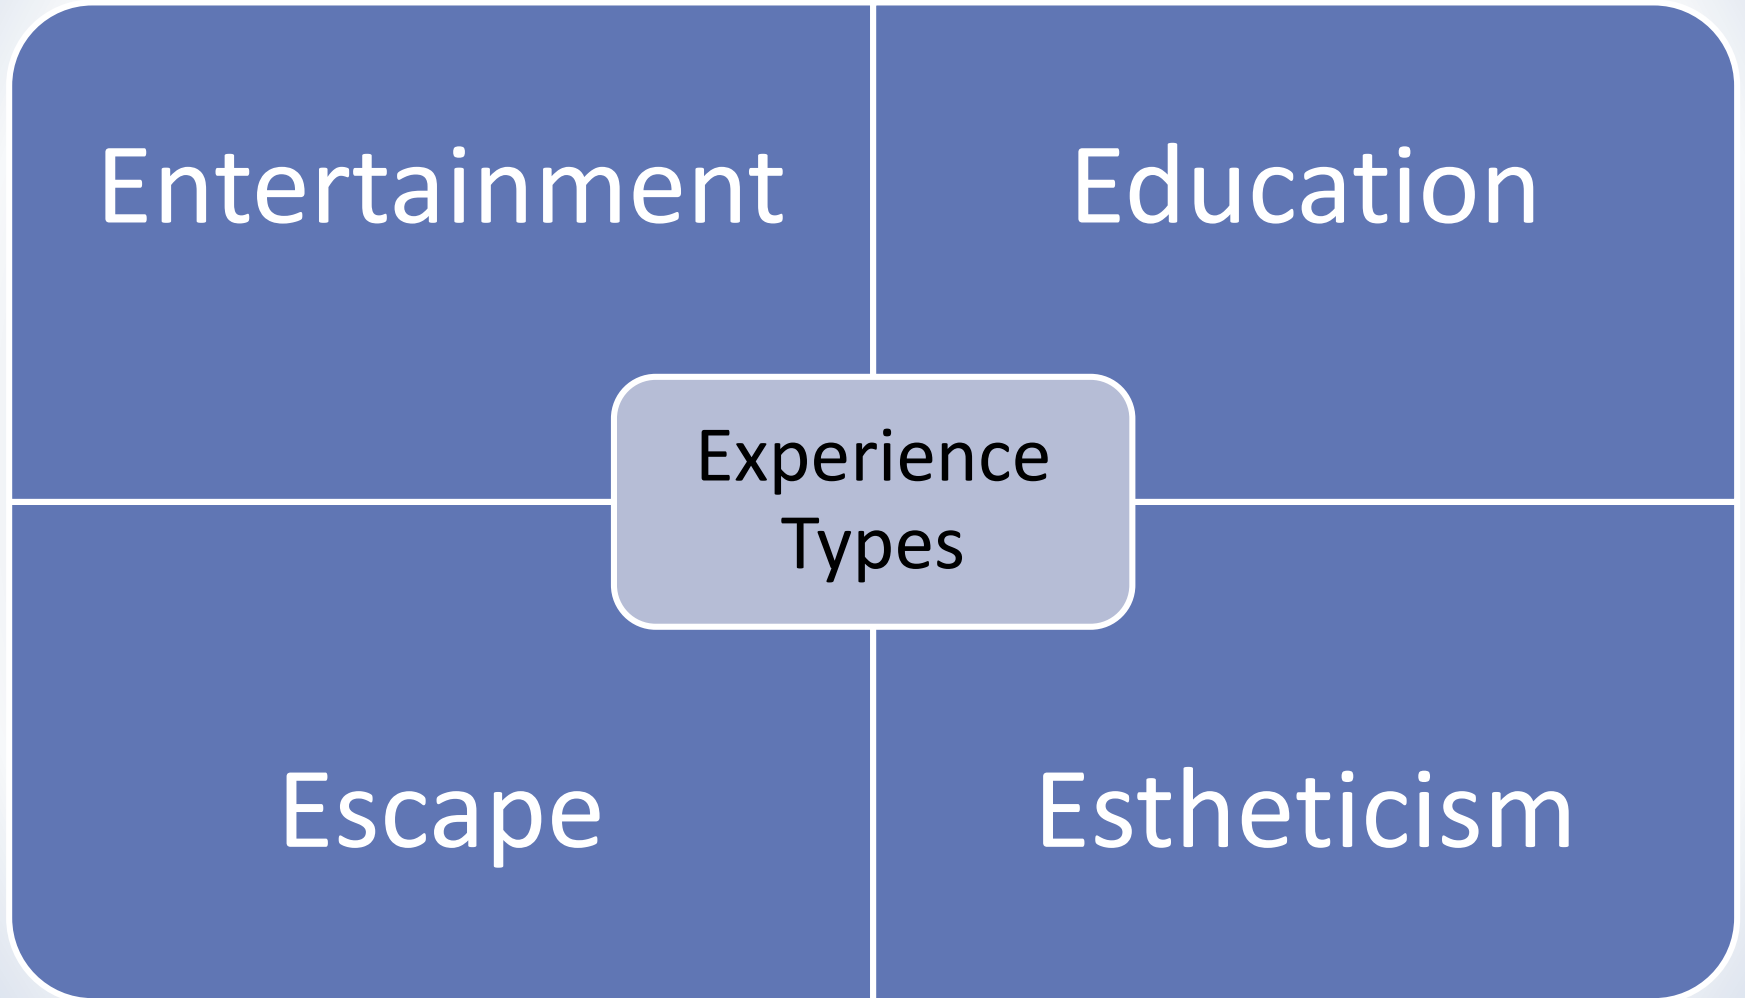 Entertainment
Education
Experience
Types
Escape
Estheticism